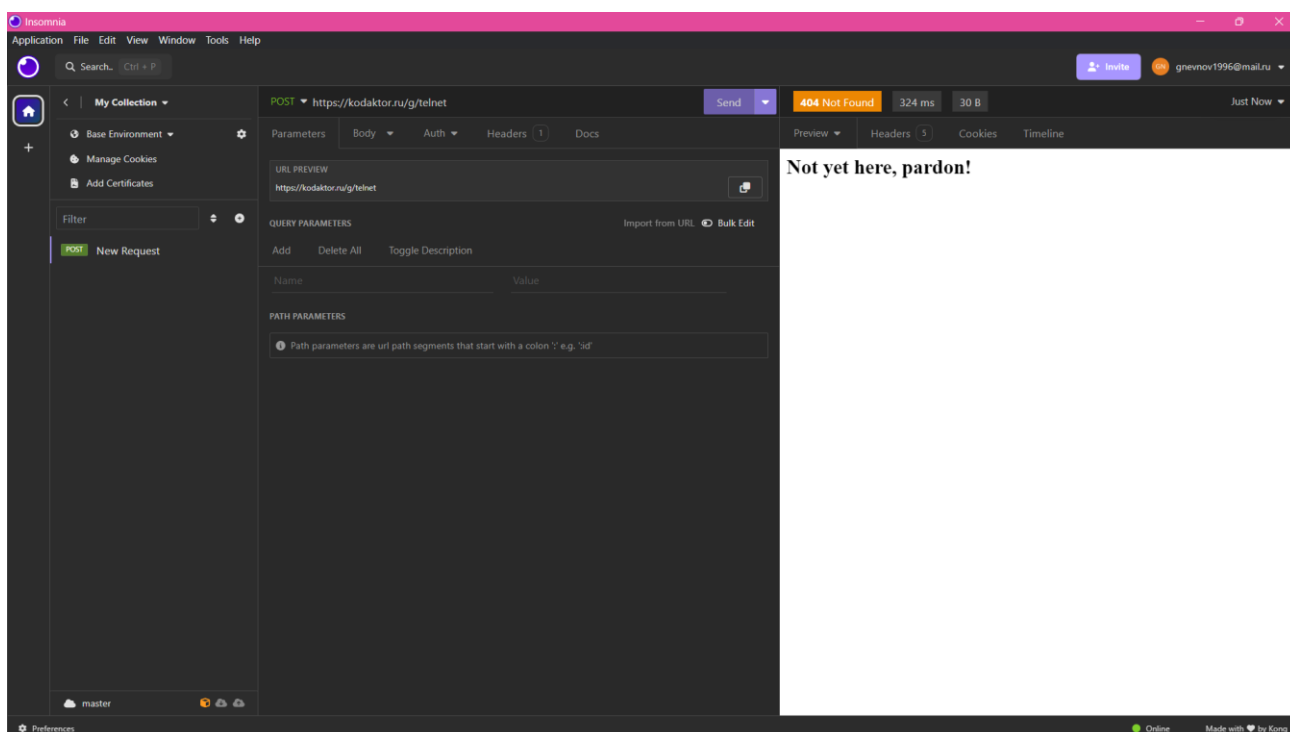 Insomnia
Application File Edit View Window Tools Help
Search.. Ctrl + P
Invite
GN
gnevnov1996@mail.ru
My Collection
POST https://kodaktor.ru/g/telnet
Send
404 Not Found 324 ms 30 B
Just Now
Base Environment
Parameters Body Auth Headers 1 Docs
Preview Headers 5 Cookies Timeline
Manage Cookies
Add Certificates
URL PREVIEW
https://kodaktor.ru/g/telnet
Not yet here, pardon!
Filter
QUERY PARAMETERS
Import from URL Bulk Edit
POST New Request
Add Delete All Toggle Description
Name Value
PATH PARAMETERS
Path parameters are url path segments that start with a colon ':' e.g. ':id'
master
Preferences
Online
Made with ♥ by Kong